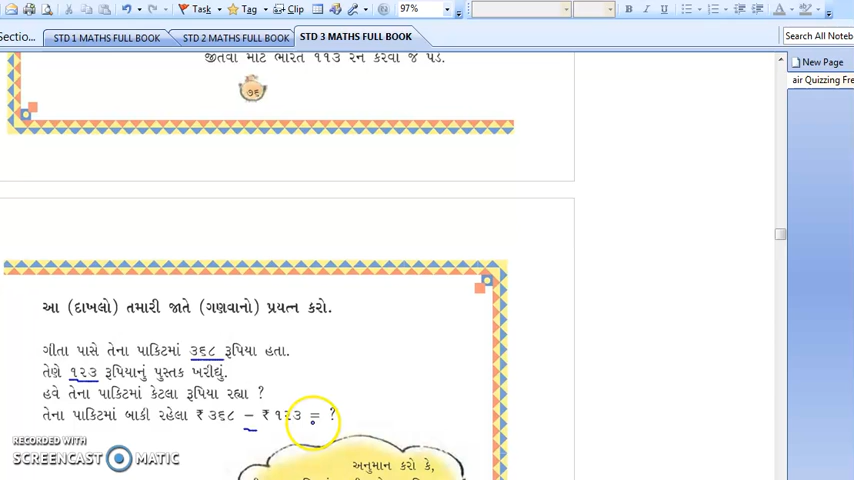 Task Tag Clip 97%
Sectio... STD 1 MATHS FULL BOOK STD 2 MATHS FULL BOOK STD 3 MATHS FULL BOOK Search All Noteb
New Page
air Quizzing Fre
જીતવા માટે ભારતે ૧૧૩ રન કરવા જ પડે.
૭૬
આ (દાખલો) તમારી જાતે (ગણવાનો) પ્રયત્ન કરો.
ગીતા પાસે તેના પાકિટમાં ૩૬૮ રૂપિયા હતા.
તેણે ૧૨૩ રૂપિયાનું પુસ્તક ખરીદ્યું.
હવે તેના પાકિટમાં કેટલા રૂપિયા રહ્યા ?
તેના પાકિટમાં બાકી રહેલા ₹ ૩૬૮ – ₹ ૧૨૩ = ?
અનુમાન કરો કે,
RECORDED WITH
SCREENCAST MATIC